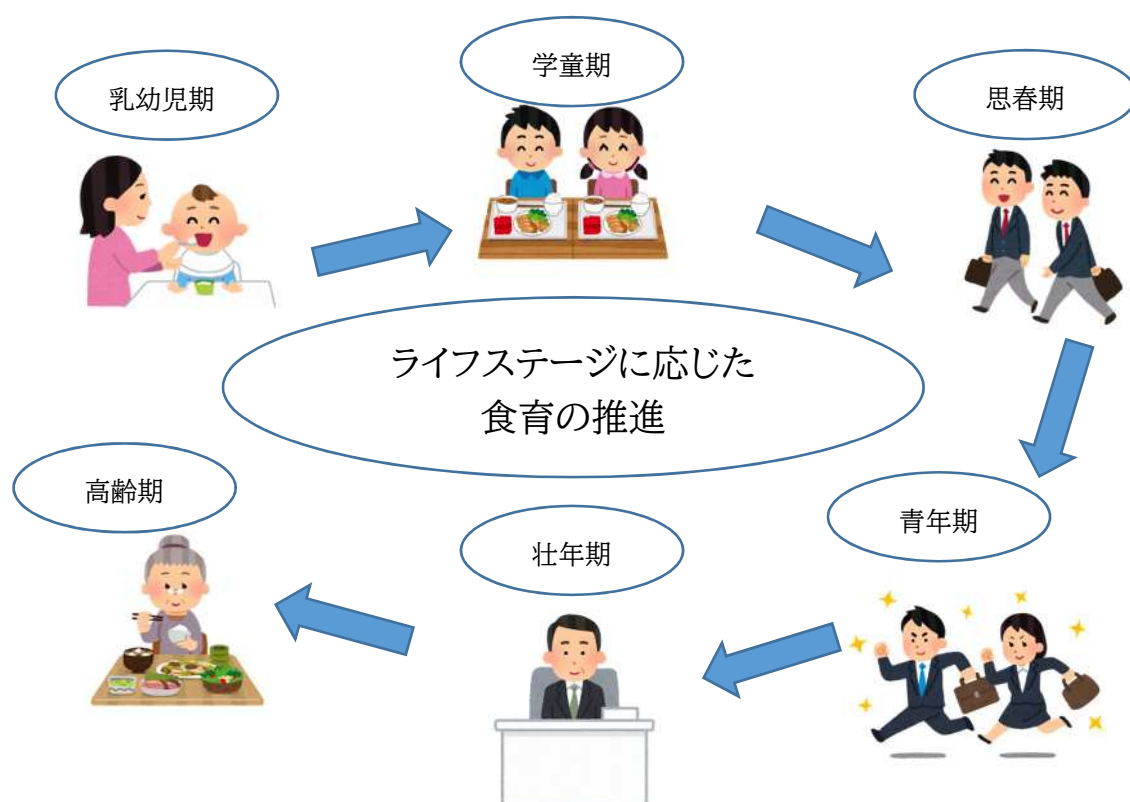 乳幼児期
学童期
思春期
ライフステージに応じた
食育の推進
高齢期
壮年期
青年期